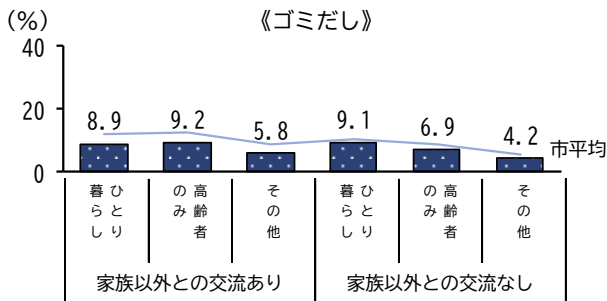 (%)
《ゴミだし》
40
20
0
8.9
9.2
5.8
9.1
6.9
4.2
市平均
ひとり
暮らし
高齢者
のみ
その他
ひとり
暮らし
高齢者
のみ
その他
家族以外との交流あり
家族以外との交流なし